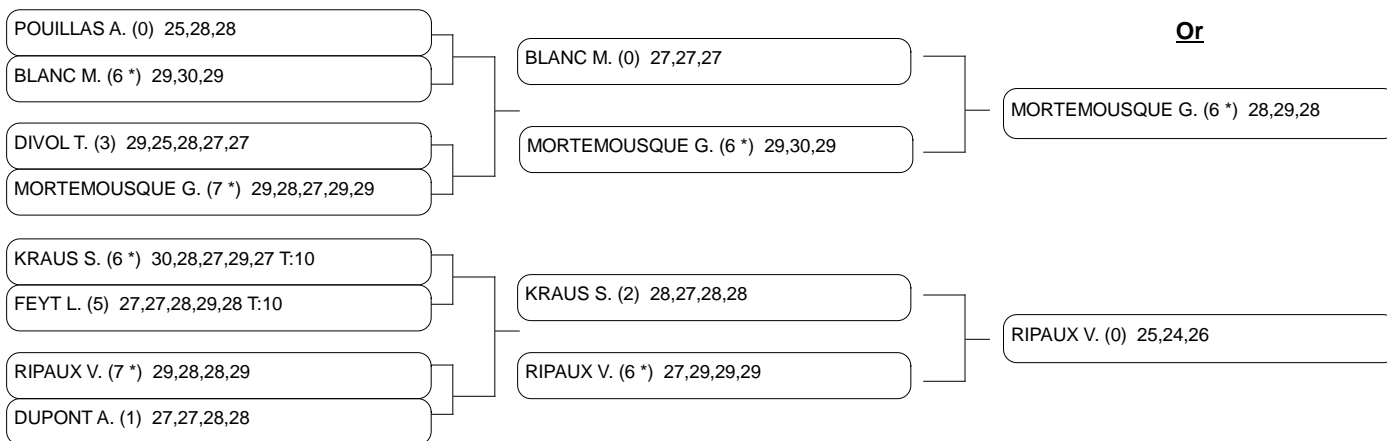 POUILLAS A. (0) 25,28,28
BLANC M. (6 *) 29,30,29
DIVOL T. (3) 29,25,28,27,27
MORTEMOUSQUE G. (7 *) 29,28,27,29,29
KRAUS S. (6 *) 30,28,27,29,27 T:10
FEYT L. (5) 27,27,28,29,28 T:10
RIPAUX V. (7 *) 29,28,28,29
DUPONT A. (1) 27,27,28,28
BLANC M. (0) 27,27,27
MORTEMOUSQUE G. (6 *) 29,30,29
KRAUS S. (2) 28,27,28,28
RIPAUX V. (6 *) 27,29,29,29
Or
MORTEMOUSQUE G. (6 *) 28,29,28
RIPAUX V. (0) 25,24,26